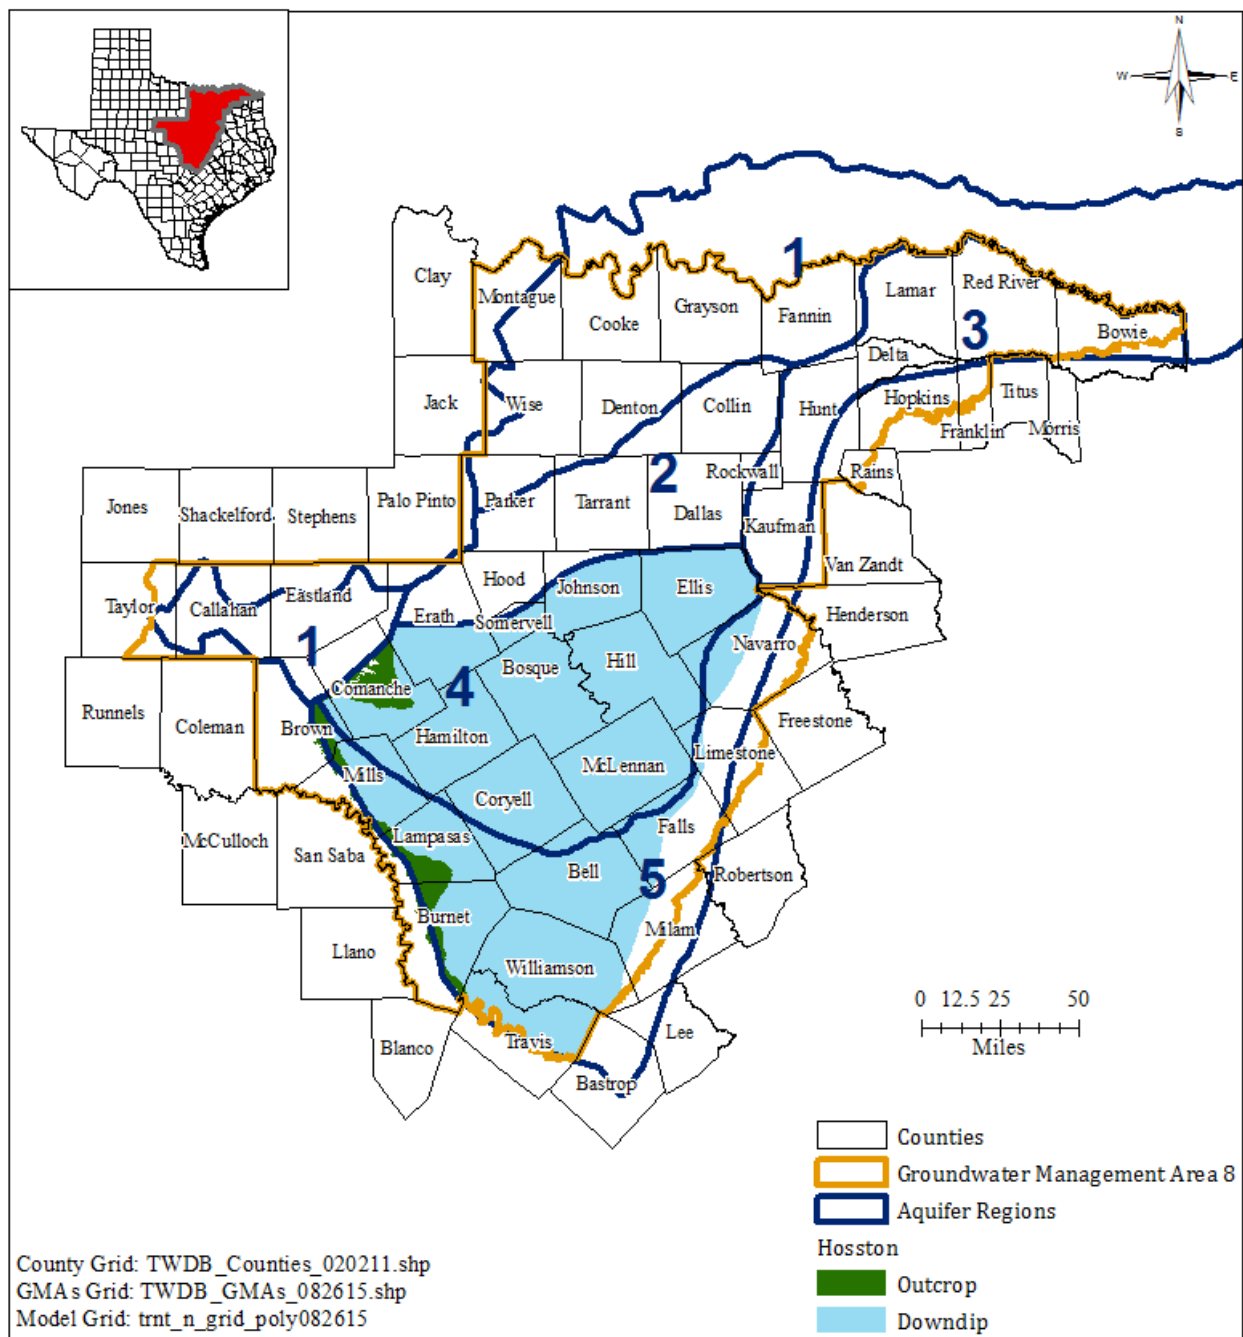 N
W E
S
1
Clay
Montague
Cooke
Grayson
Fannin
Lamar
Red River
Bowie
3
Delta
Jack
Wise
Denton
Collin
Hunt
Hopkins
Titus
Franklin
Morris
2
Rockwall
Rains
Jones
Shackelford
Stephens
Palo Pinto
Parker
Tarrant
Dallas
Kaufman
Van Zandt
Taylor
Callahan
Eastland
Hood
Johnson
Ellis
Erath
Somervell
Henderson
1
Navarro
Comanche
4
Bosque
Hill
Runnels
Coleman
Brown
Hamilton
Freestone
Limestone
McLennan
Mills
Coryell
McCulloch
San Saba
Lampasas
Falls
Bell
5
Robertson
Burnet
Milam
Llano
Williamson
Travis
Lee
Blanco
Bastrop
0 12.5 25 50
Miles
Counties
Groundwater Management Area 8
Aquifer Regions
Hosston
Outcrop
Downdip
County Grid: TWDB_Counties_020211.shp
GMAs Grid: TWDB_GMAs_082615.shp
Model Grid: trnt_n_grid_poly082615